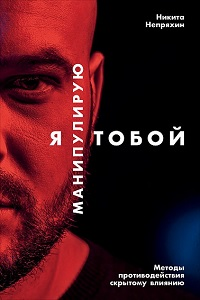 Никита
Непряхин
Я
МАНИПУЛИРУЮ
ТОБОЙ
Методы
противодействия
скрытому влиянию